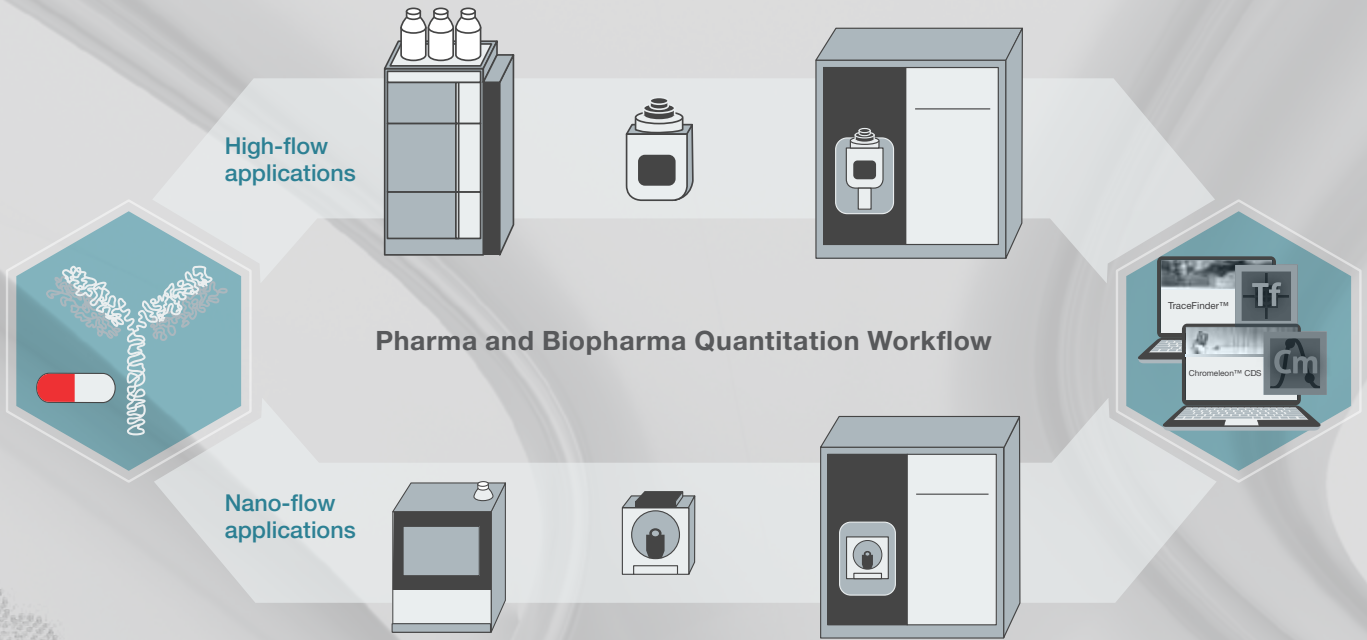 High-flow
applications
Pharma and Biopharma Quantitation Workflow
TraceFinder™
Tf
Chromeleon™ CDS
Cm
Nano-flow
applications